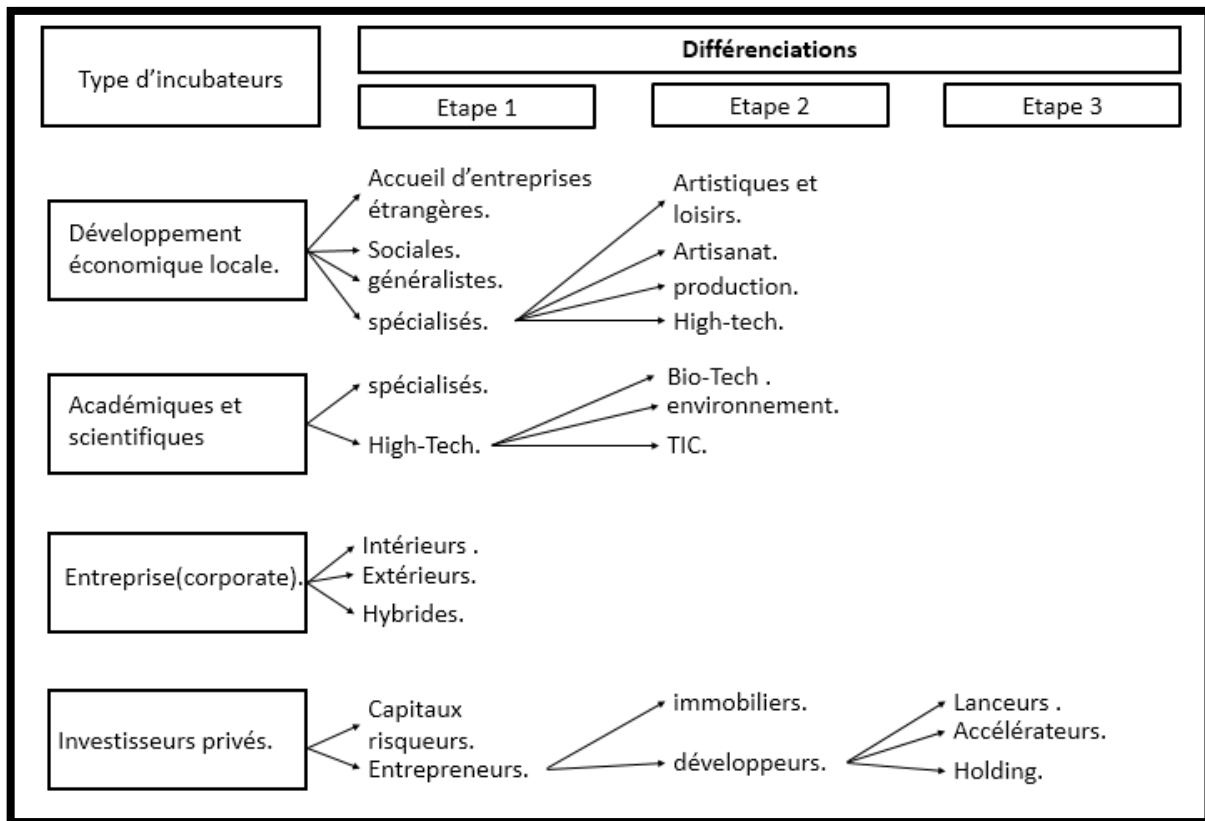 Type d'incubateurs
Différenciations
Etape 1
Etape 2
Etape 3
Développement
économique locale.
Accueil d'entreprises
étrangères.
Sociales.
généralistes.
spécialisés.
Artistiques et
loisirs.
Artisanat.
production.
High-tech.
Académiques et
scientifiques
spécialisés.
High-Tech.
Bio-Tech .
environnement.
TIC.
Entreprise(corporate).
Intérieurs .
Extérieurs.
Hybrides.
Investisseurs privés.
Capitaux
risqueurs.
Entrepreneurs.
immobiliers.
développeurs.
Lanceurs .
Accélérateurs.
Holding.